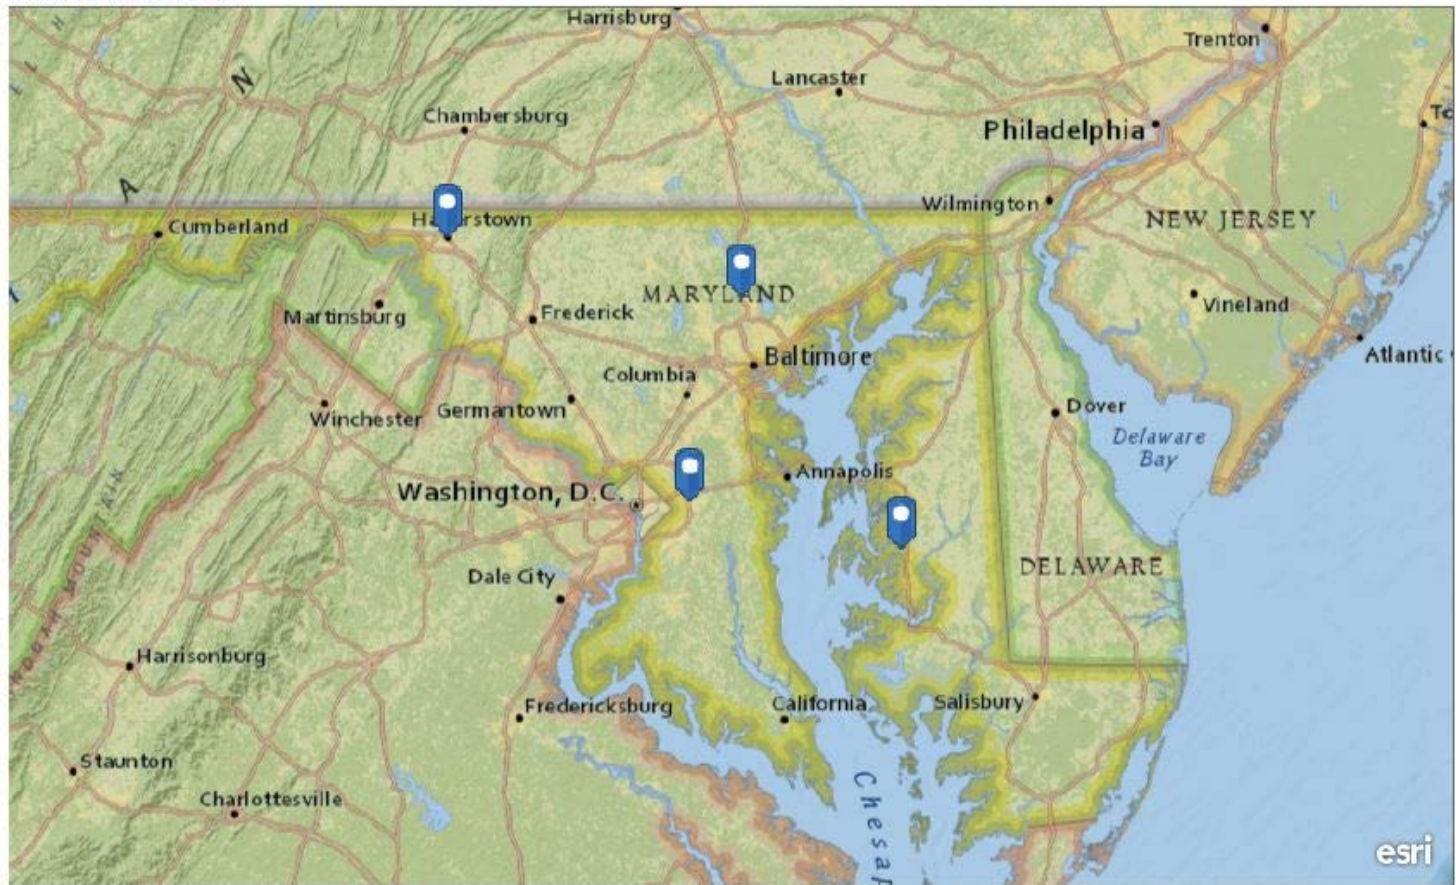 Harrisburg
Trenton
Lancaster
Chambersburg
Philadelphia
N
A
Wilmington
NEW JERSEY
Cumberland
MARYLAND
Vineland
Martinsburg
Frederick
Baltimore
Atlantic
Columbia
Winchester
Germantown
Dover
Delaware
Bay
Annapolis
Washington, D.C.
DELAWARE
Dale City
Harrisonburg
Fredericksburg
California
Salisbury
Staunton
Charlottesville
Chesap
esri